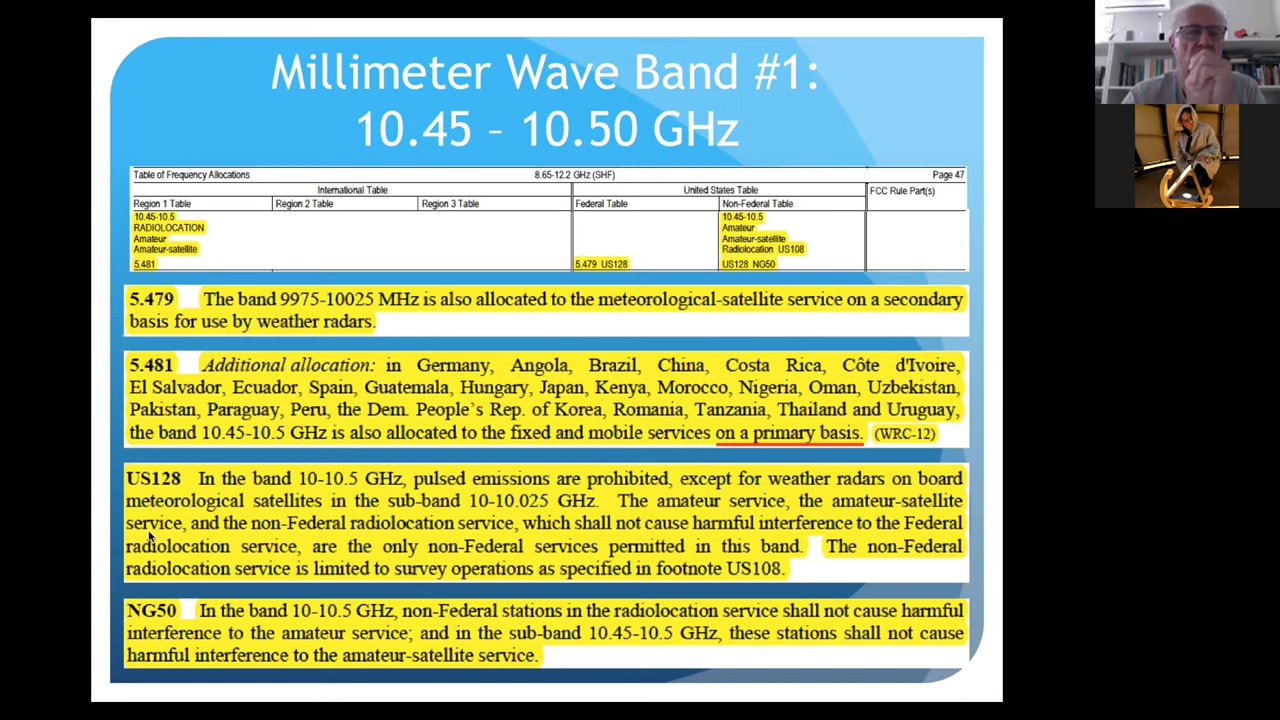 Millimeter Wave Band #1:
10.45 – 10.50 GHz
Table of Frequency Allocations 8.65-12.2 GHz (SHF) Page 47
International Table United States Table FCC Rule Part(s)
Region 1 Table Region 2 Table Region 3 Table Federal Table Non-Federal Table
10.45-10.5 10.45-10.5
RADIOLOCATION Amateur
Amateur Amateur-satellite
Amateur-satellite Radiolocation US108
5.481 5.479 US128 US128 NG50
5.479 The band 9975-10025 MHz is also allocated to the meteorological-satellite service on a secondary
basis for use by weather radars.
5.481 Additional allocation: in Germany, Angola, Brazil, China, Costa Rica, Côte d'Ivoire,
El Salvador, Ecuador, Spain, Guatemala, Hungary, Japan, Kenya, Morocco, Nigeria, Oman, Uzbekistan,
Pakistan, Paraguay, Peru, the Dem. People's Rep. of Korea, Romania, Tanzania, Thailand and Uruguay,
the band 10.45-10.5 GHz is also allocated to the fixed and mobile services on a primary basis. (WRC-12)
US128 In the band 10-10.5 GHz, pulsed emissions are prohibited, except for weather radars on board
meteorological satellites in the sub-band 10-10.025 GHz. The amateur service, the amateur-satellite
service, and the non-Federal radiolocation service, which shall not cause harmful interference to the Federal
radiolocation service, are the only non-Federal services permitted in this band. The non-Federal
radiolocation service is limited to survey operations as specified in footnote US108.
NG50 In the band 10-10.5 GHz, non-Federal stations in the radiolocation service shall not cause harmful
interference to the amateur service; and in the sub-band 10.45-10.5 GHz, these stations shall not cause
harmful interference to the amateur-satellite service.